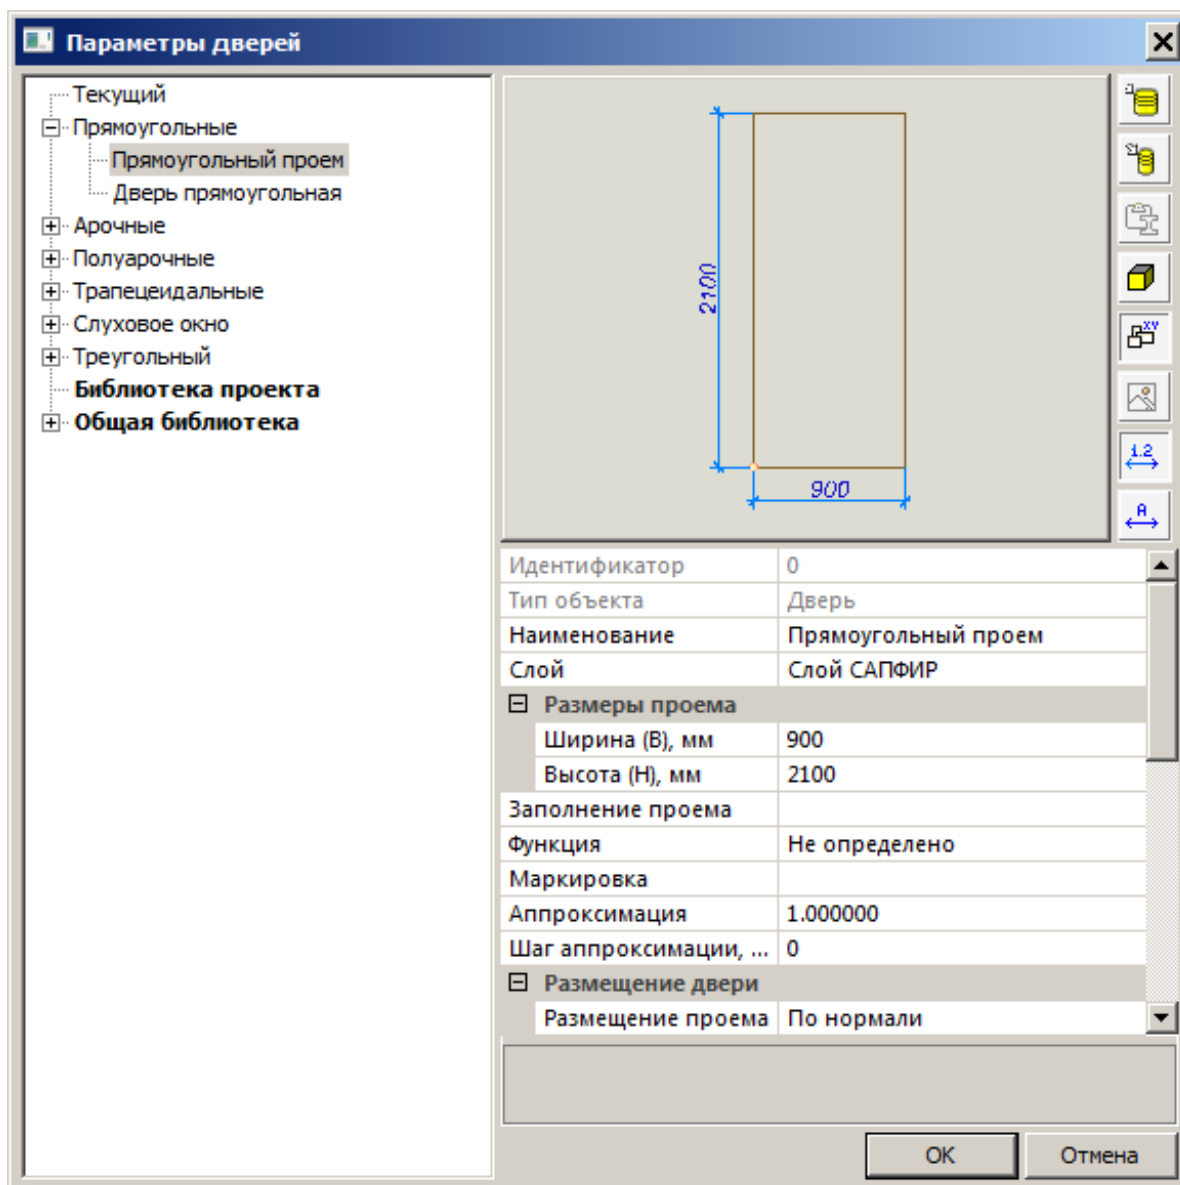 Параметры дверей
Текущий
Прямоугольные
Прямоугольный проем
Дверь прямоугольная
Арочные
Полуарочные
Трапецеидальные
Слуховое окно
Треугольный
Библиотека проекта
Общая библиотека
2100
900
XY
1.2
A
Идентификатор 0
Тип объекта Дверь
Наименование Прямоугольный проем
Слой Слой САПФИР
Размеры проема
Ширина (B), мм 900
Высота (H), мм 2100
Заполнение проема
Функция Не определено
Маркировка
Аппроксимация 1.000000
Шаг аппроксимации, ... 0
Размещение двери
Размещение проема По нормали
OK Отмена